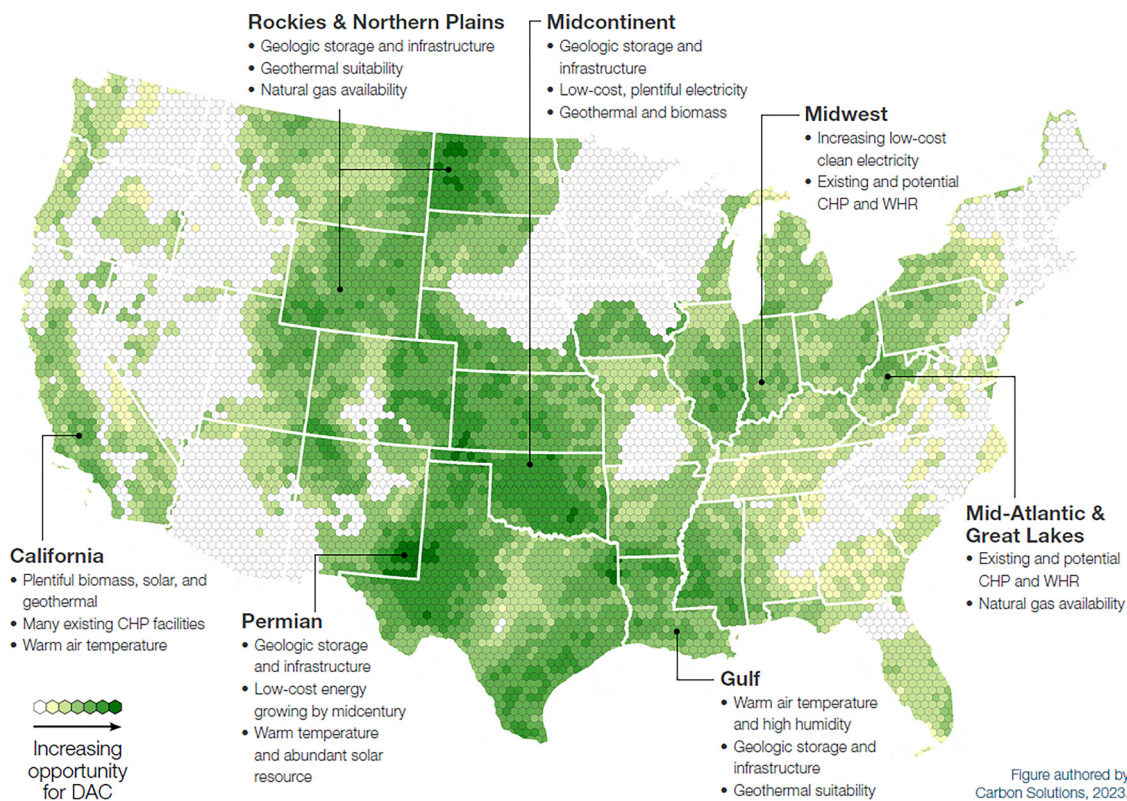 Rockies & Northern Plains
• Geologic storage and infrastructure
• Geothermal suitability
• Natural gas availability
Midcontinent
• Geologic storage and
infrastructure
• Low-cost, plentiful electricity
• Geothermal and biomass
Midwest
• Increasing low-cost
clean electricity
• Existing and potential
CHP and WHR
Mid-Atlantic &
Great Lakes
• Existing and potential
CHP and WHR
• Natural gas availability
California
• Plentiful biomass, solar, and
geothermal
• Many existing CHP facilities
• Warm air temperature
Permian
• Geologic storage
and infrastructure
• Low-cost energy
growing by midcentury
• Warm temperature
and abundant solar
resource
Gulf
• Warm air temperature
and high humidity
• Geologic storage and
infrastructure
• Geothermal suitability
Increasing
opportunity
for DAC
Figure authored by
Carbon Solutions, 2023.